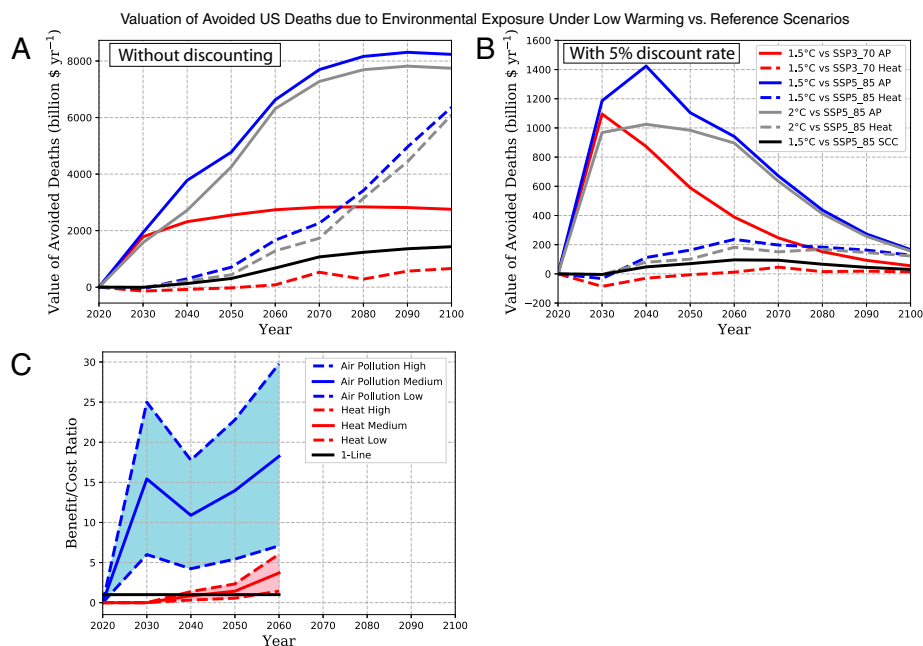 Valuation of Avoided US Deaths due to Environmental Exposure Under Low Warming vs. Reference Scenarios
A
Without discounting
Value of Avoided Deaths (billion $ yr⁻¹)
8000
6000
4000
2000
0
2020 2030 2040 2050 2060 2070 2080 2090 2100
Year
B
With 5% discount rate
Value of Avoided Deaths (billion $ yr⁻¹)
1600
1400
1200
1000
800
600
400
200
0
−200
2020 2030 2040 2050 2060 2070 2080 2090 2100
Year
1.5°C vs SSP3_70 AP
1.5°C vs SSP3_70 Heat
1.5°C vs SSP5_85 AP
1.5°C vs SSP5_85 Heat
2°C vs SSP5_85 AP
2°C vs SSP5_85 Heat
1.5°C vs SSP5_85 SCC
C
Benefit/Cost Ratio
30
25
20
15
10
5
0
2020 2030 2040 2050 2060 2070 2080 2090 2100
Year
Air Pollution High
Air Pollution Medium
Air Pollution Low
Heat High
Heat Medium
Heat Low
1-Line